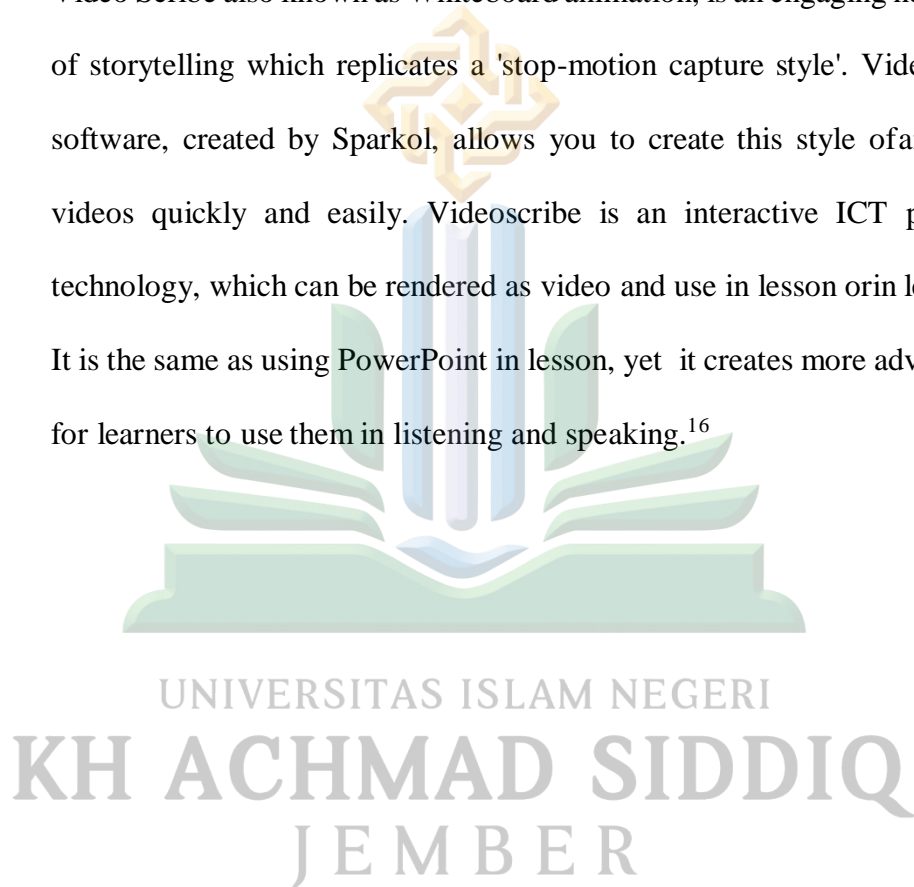 Video Scribe also known as Whiteboard animation, is an engaging
of storytelling which replicates a 'stop-motion capture style'.
software, created by Sparkol, allows you to create this style of
videos quickly and easily. Videoscribe is an interactive ICT
technology, which can be rendered as video and use in lesson orin
It is the same as using PowerPoint in lesson, yet it creates more
for learners to use them in listening and speaking.16
UNIVERSITAS ISLAM NEGERI
KH ACHMAD SIDDIQ
JEMBER